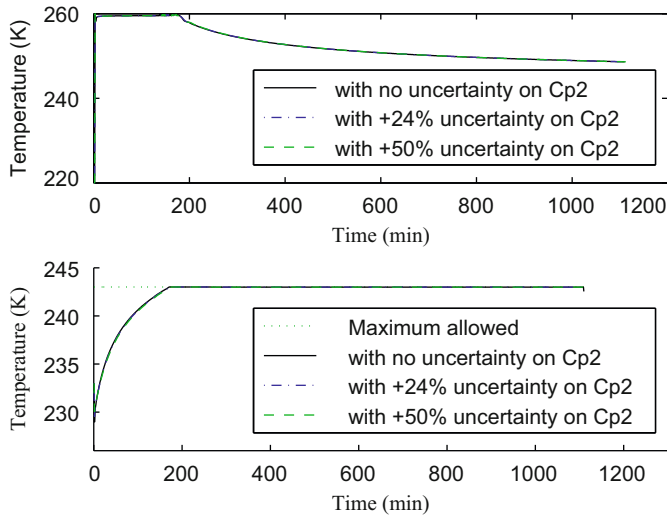 260
240
220
Temperature (K)
with no uncertainty on Cp2
with +24% uncertainty on Cp2
with +50% uncertainty on Cp2
0 200 400 600 800 1000 1200
Time (min)
245
243
235
230
Temperature (K)
Maximum allowed
with no uncertainty on Cp2
with +24% uncertainty on Cp2
with +50% uncertainty on Cp2
0 200 400 600 800 1000 1200
Time (min)